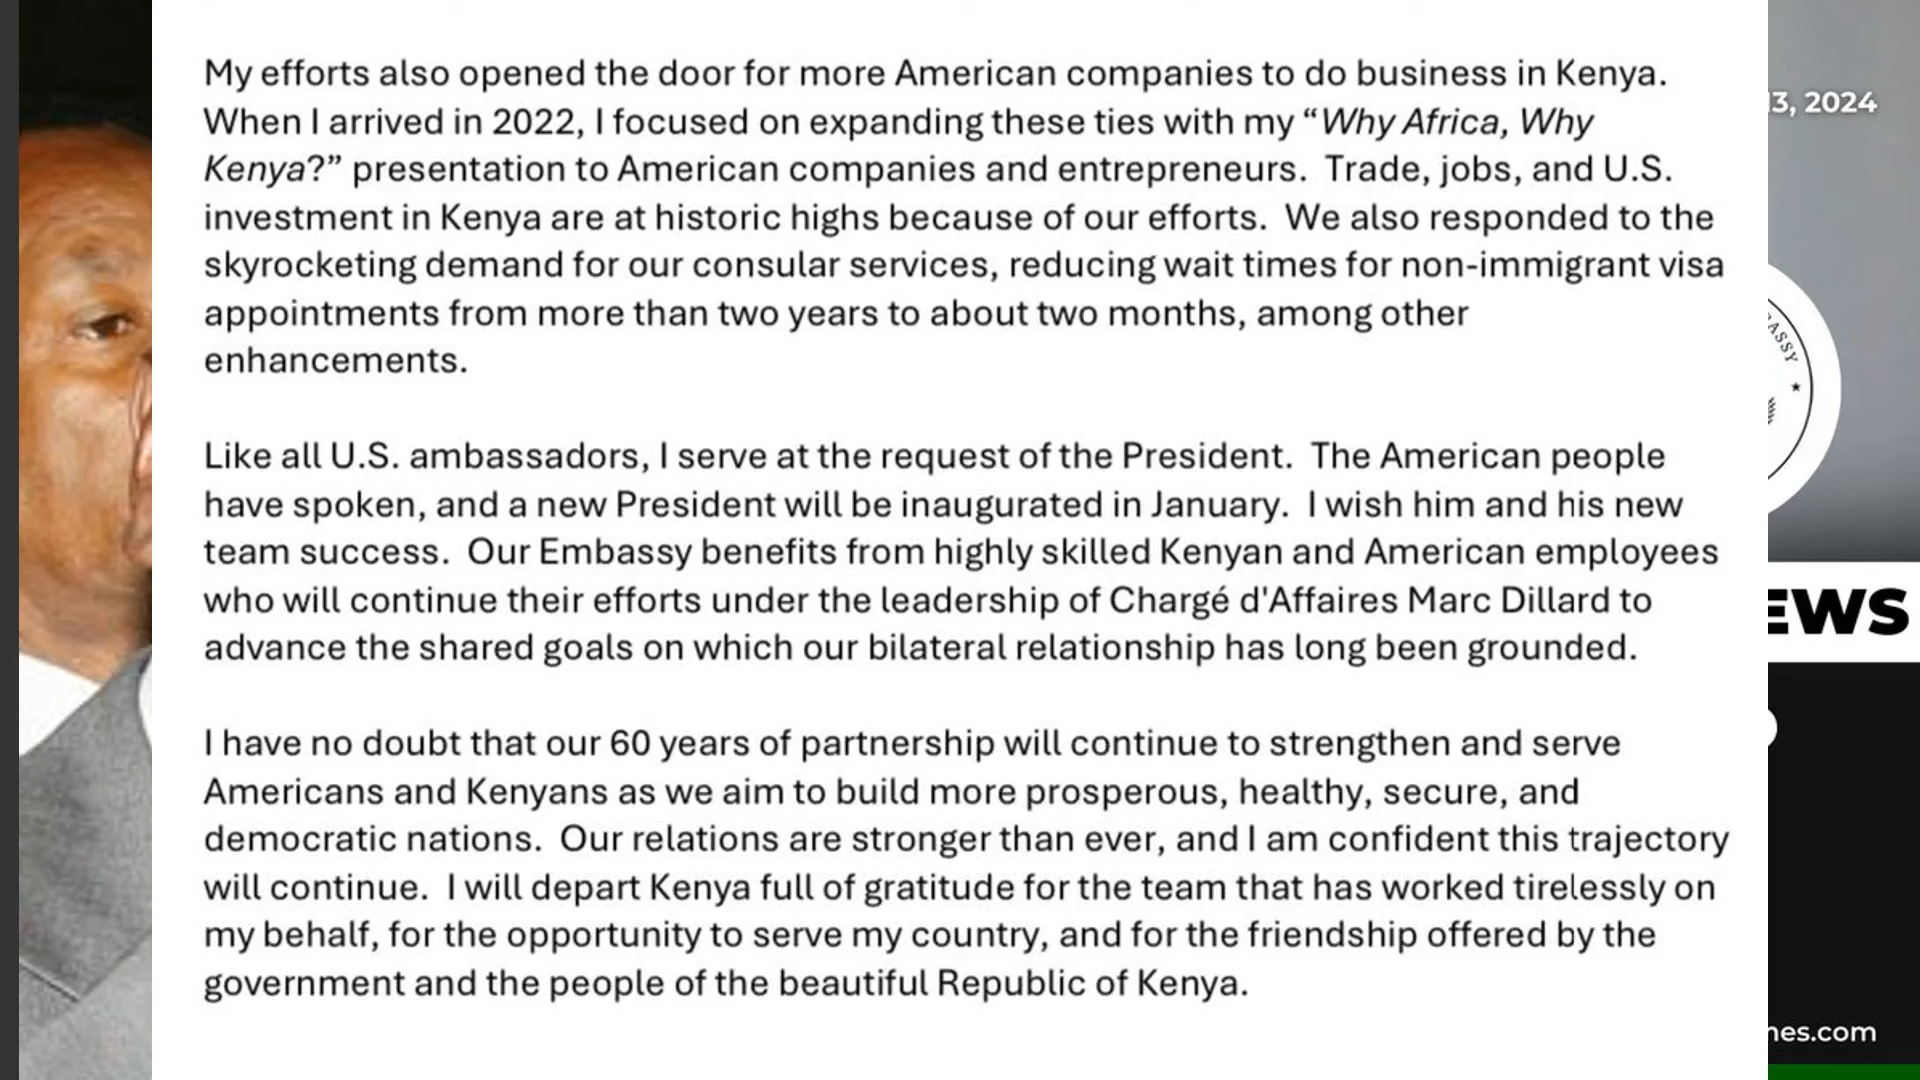 My efforts also opened the door for more American companies to do business in Kenya.
When I arrived in 2022, I focused on expanding these ties with my “Why Africa, Why
Kenya?” presentation to American companies and entrepreneurs.  Trade, jobs, and U.S.
investment in Kenya are at historic highs because of our efforts.  We also responded to the
skyrocketing demand for our consular services, reducing wait times for non-immigrant visa
appointments from more than two years to about two months, among other
enhancements.
Like all U.S. ambassadors, I serve at the request of the President.  The American people
have spoken, and a new President will be inaugurated in January.  I wish him and his new
team success.  Our Embassy benefits from highly skilled Kenyan and American employees
who will continue their efforts under the leadership of Chargé d'Affaires Marc Dillard to
advance the shared goals on which our bilateral relationship has long been grounded.
I have no doubt that our 60 years of partnership will continue to strengthen and serve
Americans and Kenyans as we aim to build more prosperous, healthy, secure, and
democratic nations.  Our relations are stronger than ever, and I am confident this trajectory
will continue.  I will depart Kenya full of gratitude for the team that has worked tirelessly on
my behalf, for the opportunity to serve my country, and for the friendship offered by the
government and the people of the beautiful Republic of Kenya.
13, 2024
ASSY
EWS
nes.com